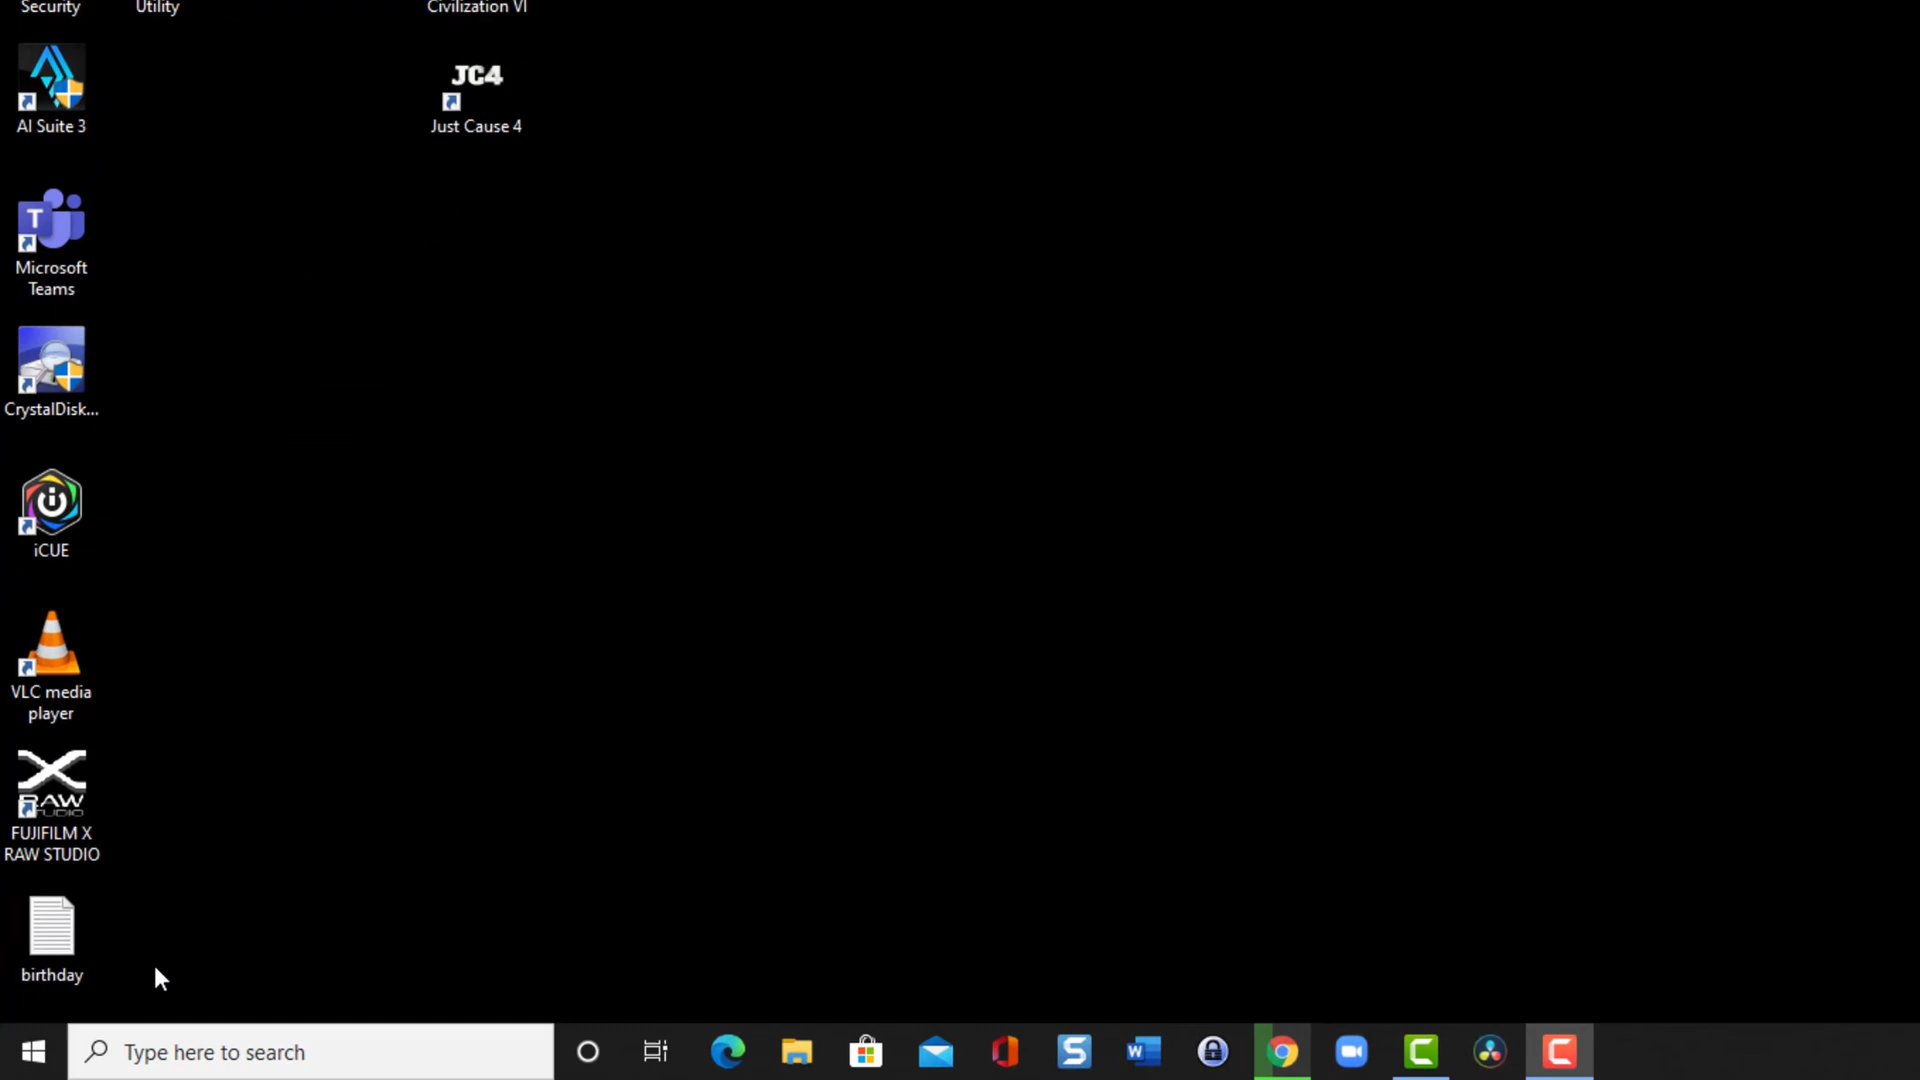 Security
Utility
Civilization VI
AI Suite 3
JC4
Just Cause 4
T
Microsoft
Teams
CrystalDisk...
iCUE
VLC media
player
RAW
STUDIO
FUJIFILM X
RAW STUDIO
birthday
Type here to search
S
W
C
C